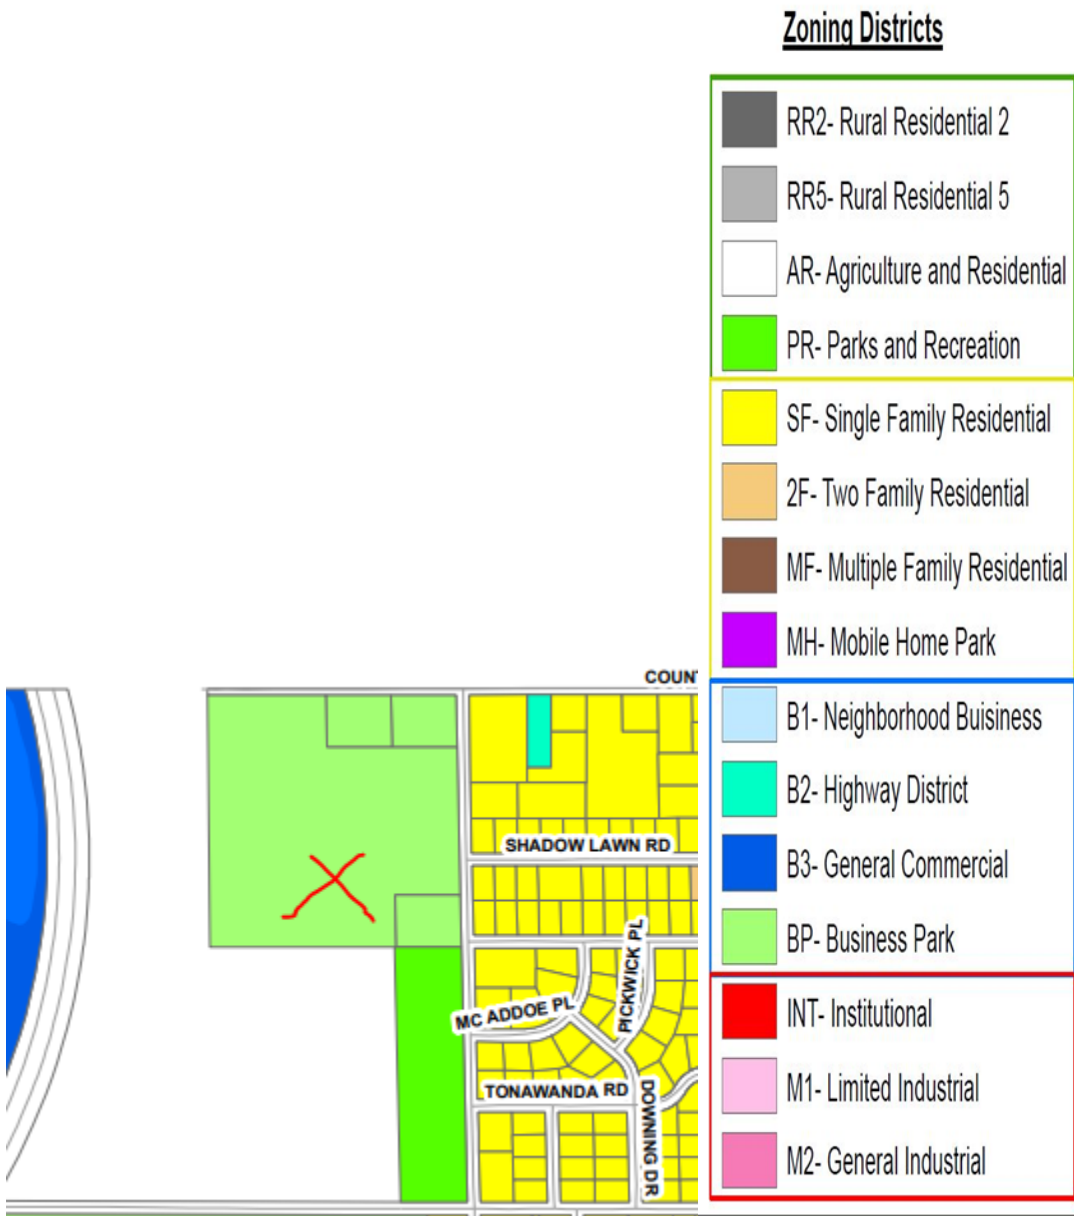 Zoning Districts
RR2- Rural Residential 2
RR5- Rural Residential 5
AR- Agriculture and Residential
PR- Parks and Recreation
SF- Single Family Residential
2F- Two Family Residential
MF- Multiple Family Residential
MH- Mobile Home Park
B1- Neighborhood Buisiness
B2- Highway District
B3- General Commercial
BP- Business Park
INT- Institutional
M1- Limited Industrial
M2- General Industrial
COUN
SHADOW LAWN RD
PICKWICK PL
MC ADDOE PL
TONAWANDA RD
DOWNING DR